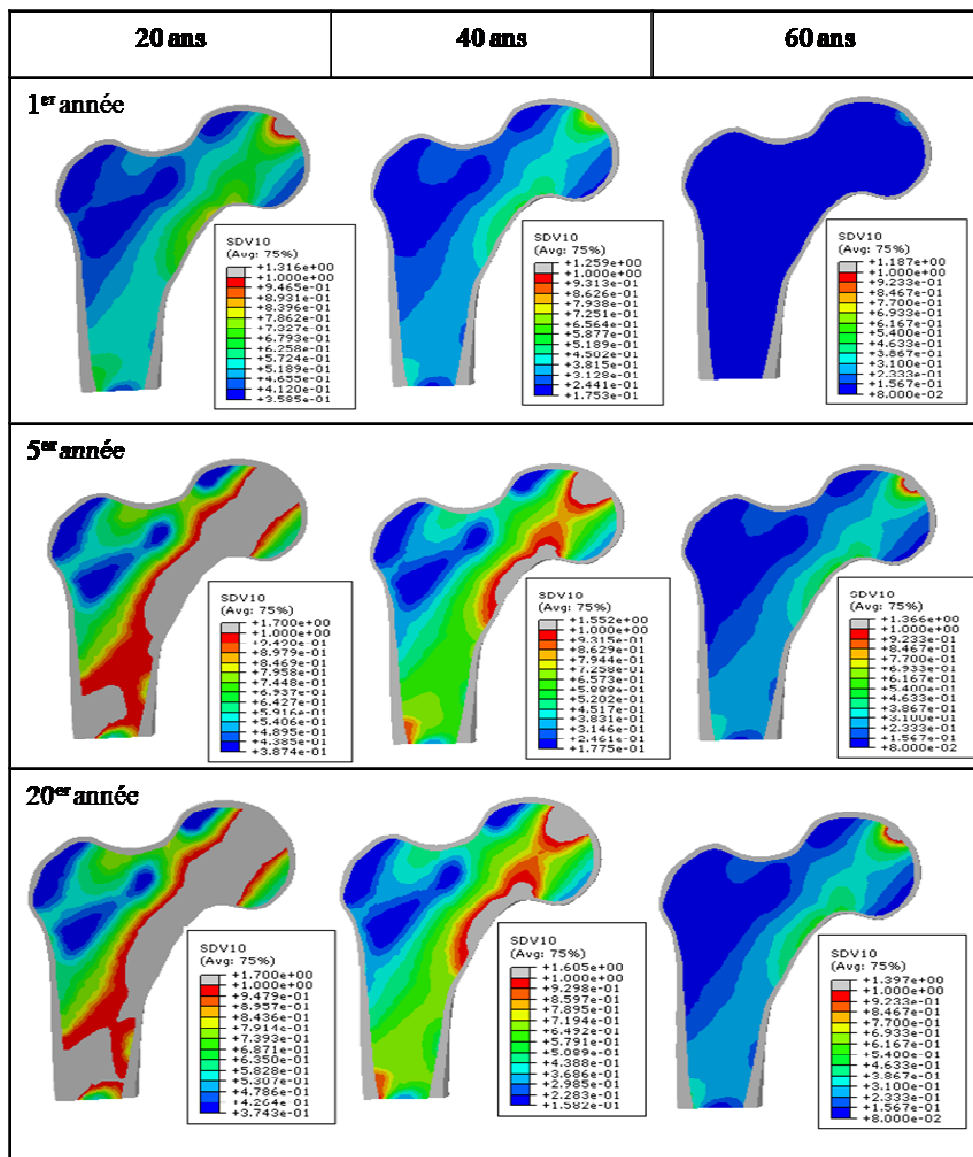 20 ans
40 ans
60 ans
1er année
SDV10
(Avg: 75%)
+1.316e+00
+1.000e+00
+9.465e-01
+8.931e-01
+8.396e-01
+7.862e-01
+7.327e-01
+6.793e-01
+6.258e-01
+5.724e-01
+5.189e-01
+4.655e-01
+4.120e-01
+3.585e-01
SDV10
(Avg: 75%)
+1.259e+00
+1.000e+00
+9.313e-01
+8.626e-01
+7.938e-01
+7.251e-01
+6.564e-01
+5.877e-01
+5.189e-01
+4.502e-01
+3.815e-01
+3.128e-01
+2.441e-01
+1.753e-01
SDV10
(Avg: 75%)
+1.187e+00
+1.000e+00
+9.233e-01
+8.467e-01
+7.700e-01
+6.933e-01
+6.167e-01
+5.400e-01
+4.633e-01
+3.867e-01
+3.100e-01
+2.333e-01
+1.567e-01
+8.000e-02
5er année
SDV10
(Avg: 75%)
+1.700e+00
+1.000e+00
+9.490e-01
+8.979e-01
+8.469e-01
+7.958e-01
+7.448e-01
+6.937e-01
+6.427e-01
+5.916e-01
+5.406e-01
+4.895e-01
+4.385e-01
+3.874e-01
SDV10
(Avg: 75%)
+1.552e+00
+1.000e+00
+9.315e-01
+8.629e-01
+7.944e-01
+7.258e-01
+6.573e-01
+5.888e-01
+5.202e-01
+4.517e-01
+3.831e-01
+3.146e-01
+2.461e-01
+1.775e-01
SDV10
(Avg: 75%)
+1.366e+00
+1.000e+00
+9.233e-01
+8.467e-01
+7.700e-01
+6.933e-01
+6.167e-01
+5.400e-01
+4.633e-01
+3.867e-01
+3.100e-01
+2.333e-01
+1.567e-01
+8.000e-02
20er année
SDV10
(Avg: 75%)
+1.700e+00
+1.000e+00
+9.479e-01
+8.957e-01
+8.436e-01
+7.914e-01
+7.393e-01
+6.871e-01
+6.350e-01
+5.828e-01
+5.307e-01
+4.786e-01
+4.264e-01
+3.743e-01
SDV10
(Avg: 75%)
+1.605e+00
+1.000e+00
+9.298e-01
+8.597e-01
+7.895e-01
+7.194e-01
+6.492e-01
+5.791e-01
+5.089e-01
+4.388e-01
+3.686e-01
+2.985e-01
+2.283e-01
+1.582e-01
SDV10
(Avg: 75%)
+1.397e+00
+1.000e+00
+9.233e-01
+8.467e-01
+7.700e-01
+6.933e-01
+6.167e-01
+5.400e-01
+4.633e-01
+3.867e-01
+3.100e-01
+2.333e-01
+1.567e-01
+8.000e-02